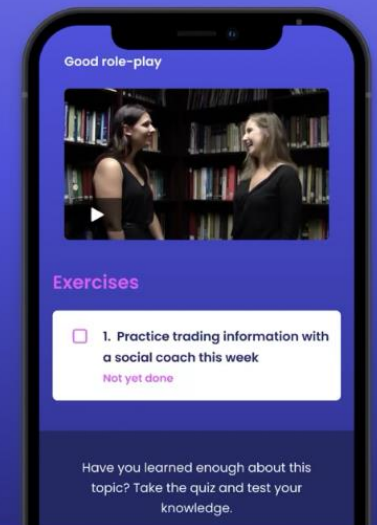 Good role-play
Exercises
1. Practice trading information with
a social coach this week
Not yet done
Have you learned enough about this
topic? Take the quiz and test your
knowledge.